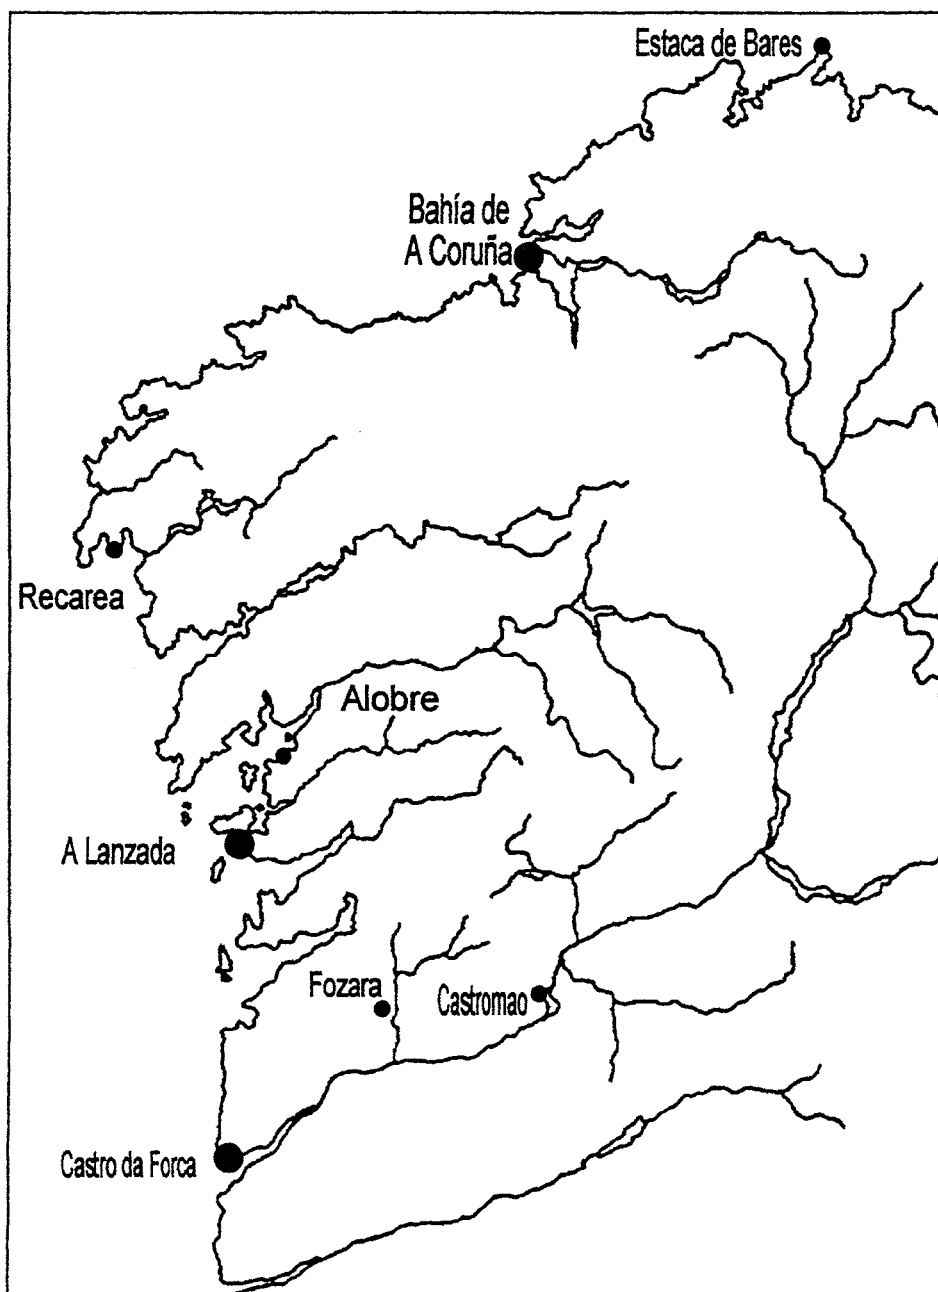 Estaca de Bares
Bahía de
A Coruña
Recarea
Alobre
A Lanzada
Fozara
Castromao
Castro da Forca